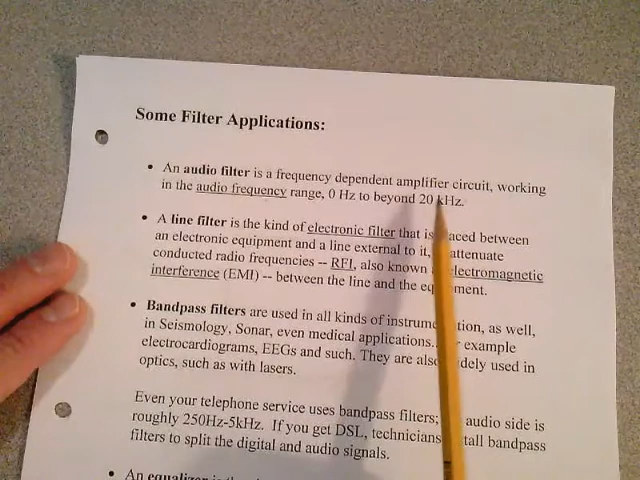 Some Filter Applications:
• An audio filter is a frequency dependent amplifier circuit, working
in the audio frequency range, 0 Hz to beyond 20 kHz.
• A line filter is the kind of electronic filter that is between
an electronic equipment and a line external to it, attenuate
conducted radio frequencies -- RFI, also known electromagnetic
interference (EMI) -- between the line and the equipment.
• Bandpass filters are used in all kinds of instrumentation, as well,
in Seismology, Sonar, even medical applications... example
electrocardiograms, EEGs and such. They are also widely used in
optics, such as with lasers.
Even your telephone service uses bandpass filters; audio side is
roughly 250Hz-5kHz. If you get DSL, technicians bandpass
filters to split the digital and audio signals.
• An equalizer is